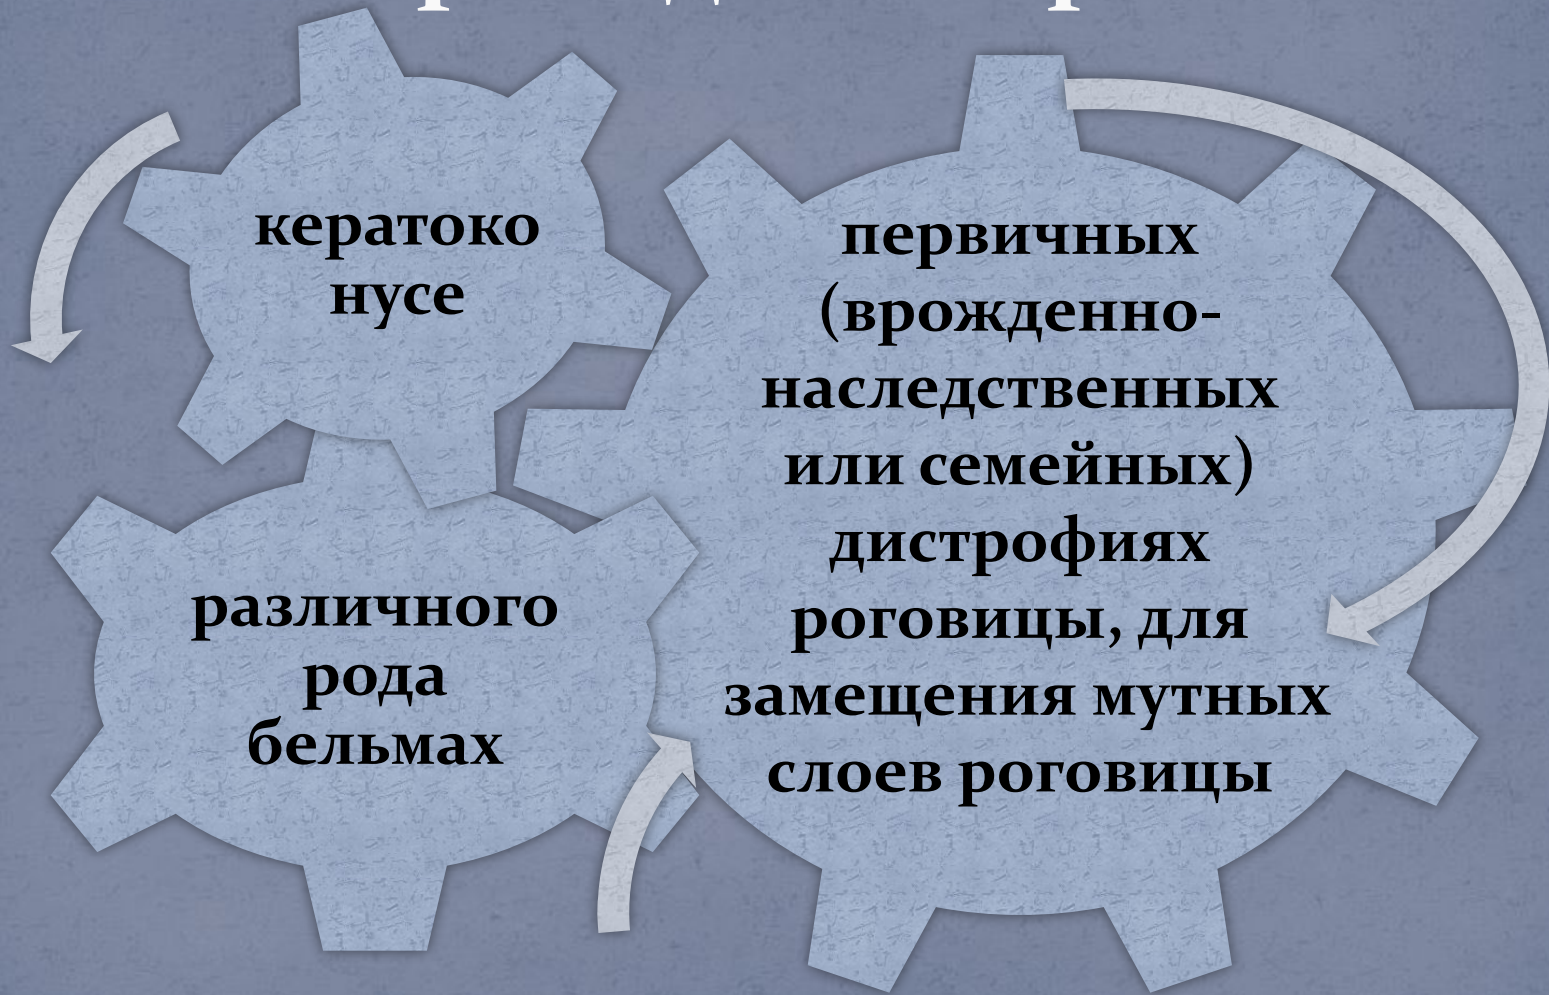 кератоко
нусе
первичных
(врожденно-
наследственных
или семейных)
дистрофиях
роговицы, для
замещения мутных
слоев роговицы
различного
рода
бельмах